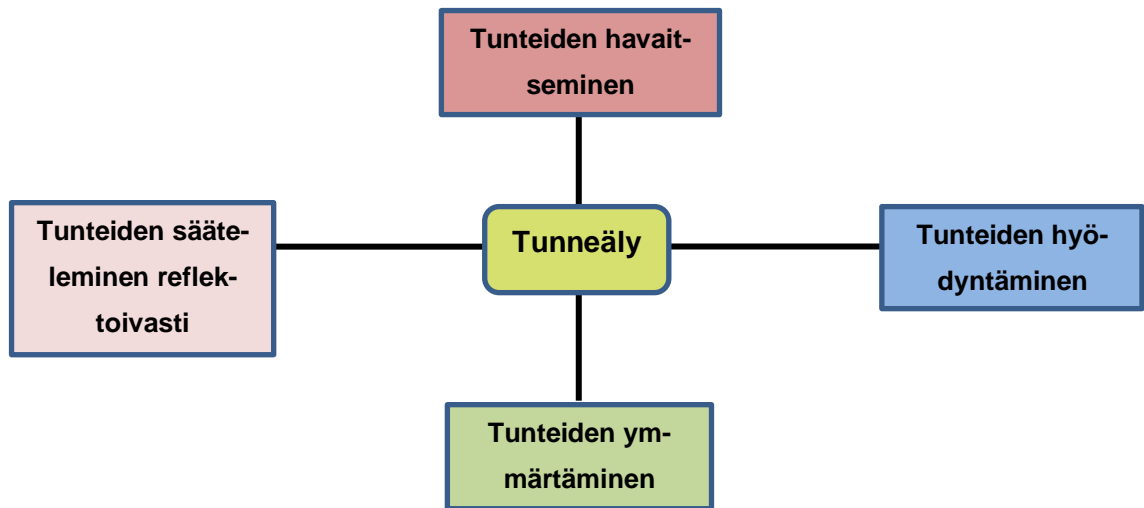 Tunteiden havait-
seminen
Tunteiden sääte-
leminen reflek-
toivasti
Tunneäly
Tunteiden hyö-
dyntäminen
Tunteiden ym-
märtäminen